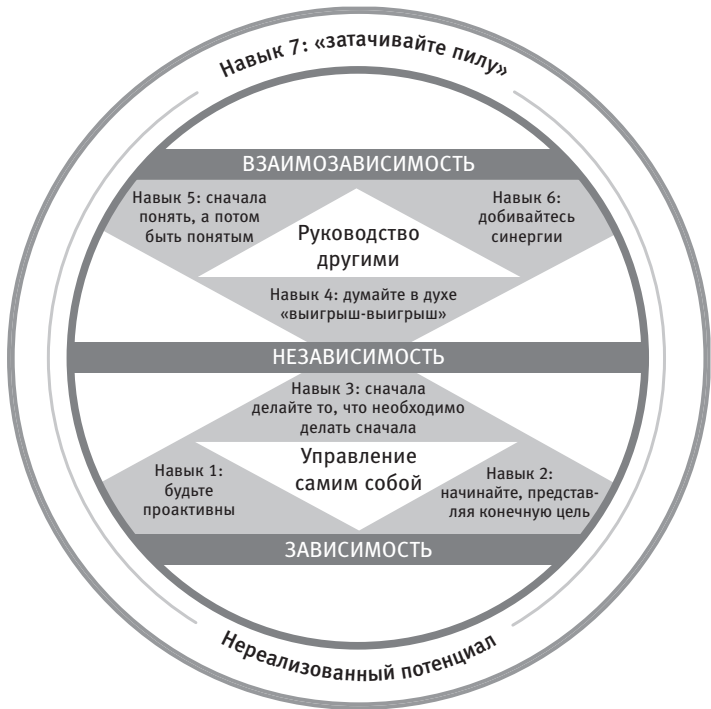 Навык 7: «затачивайте пилу»
ВЗАИМОЗАВИСИМОСТЬ
Навык 5: сначала
понять, а потом
быть понятым
Навык 6:
добивайтесь
синергии
Руководство
другими
Навык 4: думайте в духе
«выигрыш-выигрыш»
НЕЗАВИСИМОСТЬ
Навык 3: сначала
делайте то, что необходимо
делать сначала
Управление
самим собой
Навык 1:
будьте
проактивны
Навык 2:
начинайте, представ-
ляя конечную цель
ЗАВИСИМОСТЬ
Нереализованный потенциал